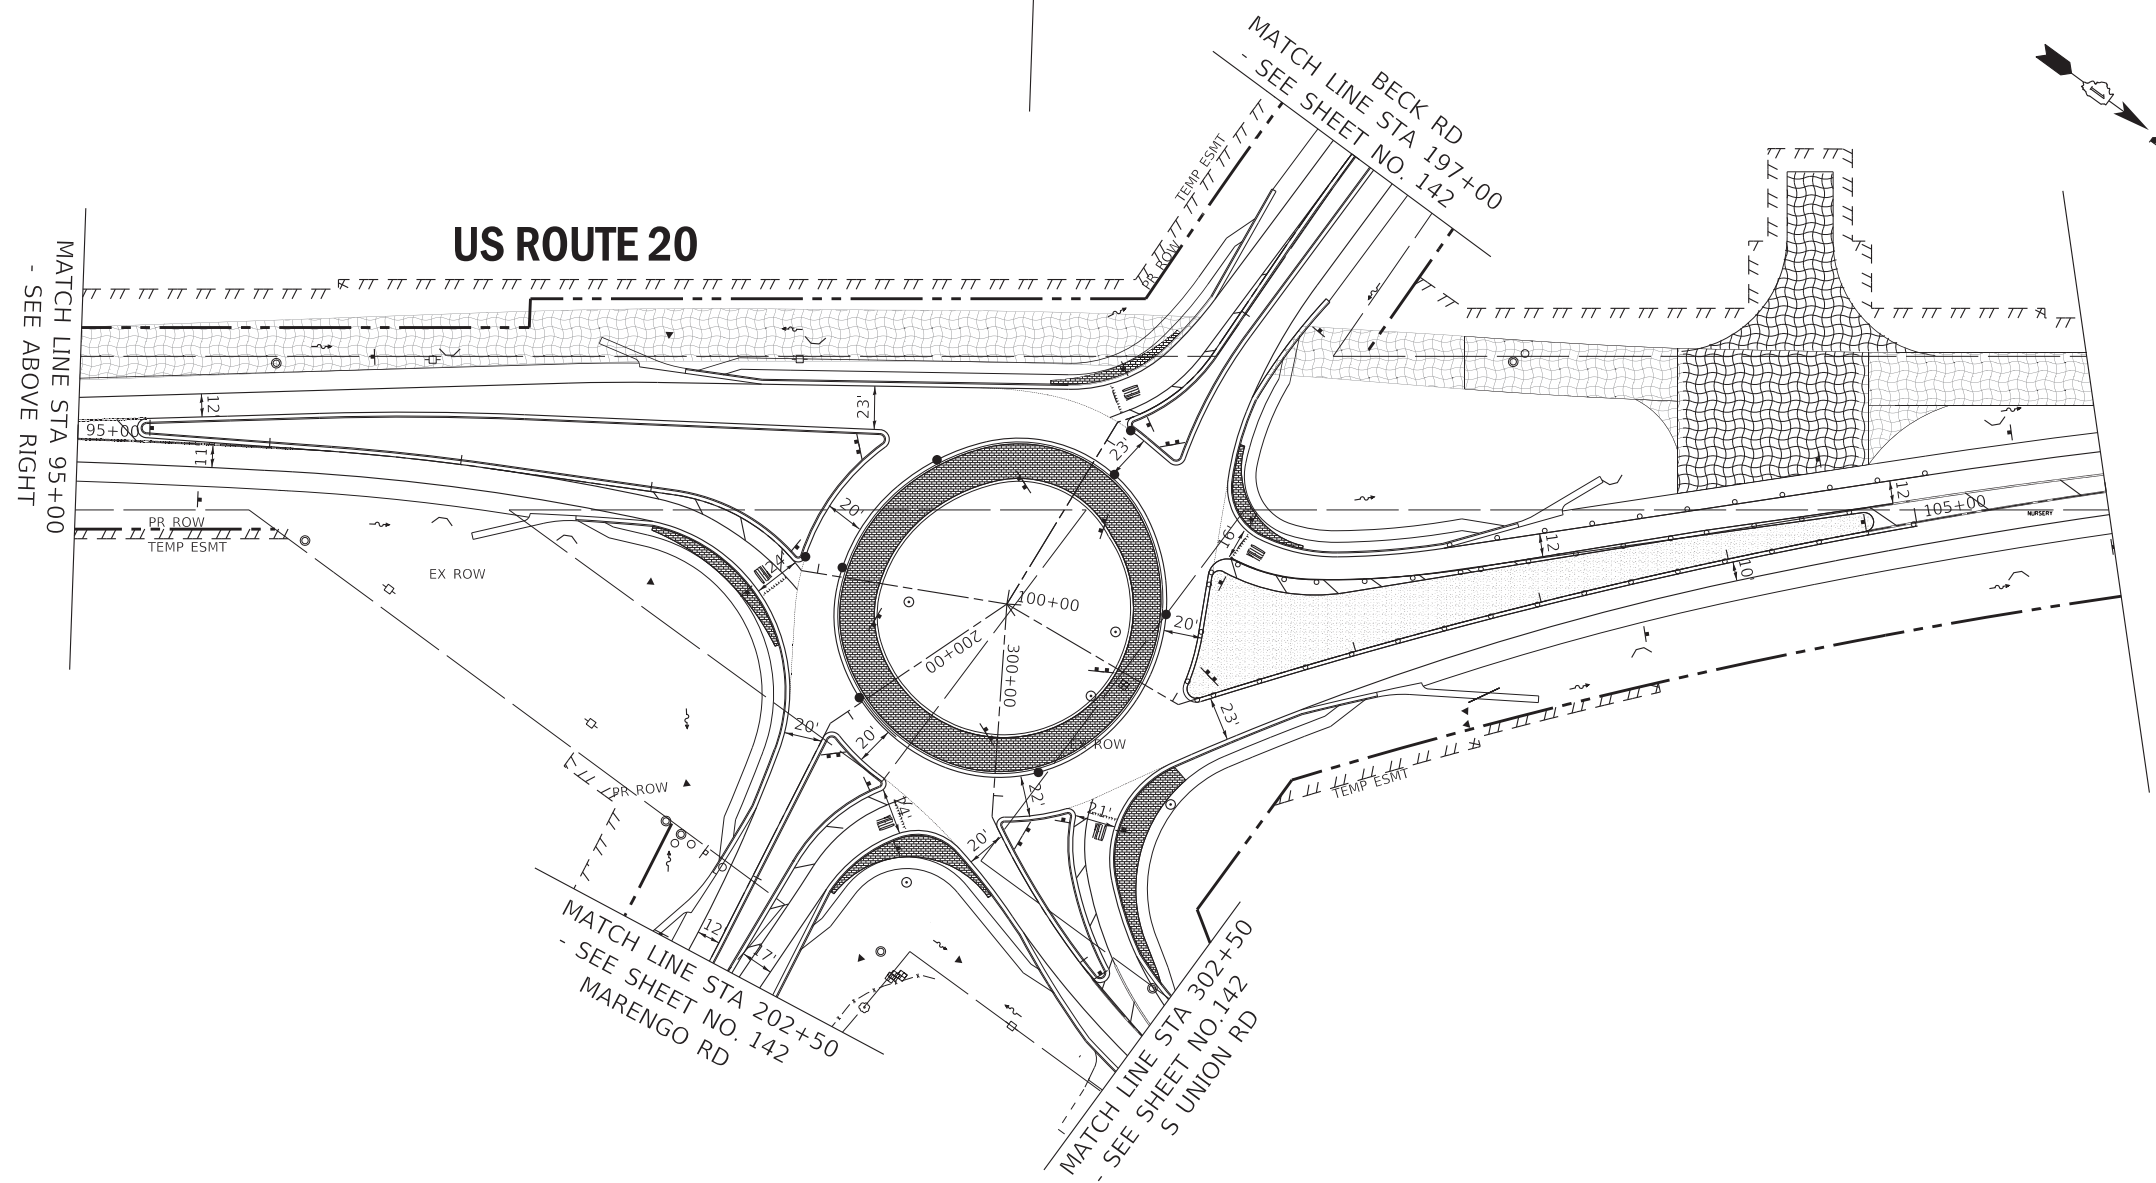 MATCH LINE STA 197+00
- SEE SHEET NO. 142
BECK RD
US ROUTE 20
MATCH LINE STA 95+00
- SEE ABOVE RIGHT
TEMP ESMT
PR ROW
12'
23'
95+00
11'
23'
20'
PR ROW
TEMP ESMT
EX ROW
24'
16'
12'
12'
105+00
NURSERY
10'
100+00
200+00
300+00
20'
23'
20'
20'
EX ROW
TEMP ESMT
PR ROW
24'
22'
21'
20'
12'
17'
MATCH LINE STA 202+50
- SEE SHEET NO. 142
MARENGO RD
MATCH LINE STA 302+50
- SEE SHEET NO.142
S UNION RD